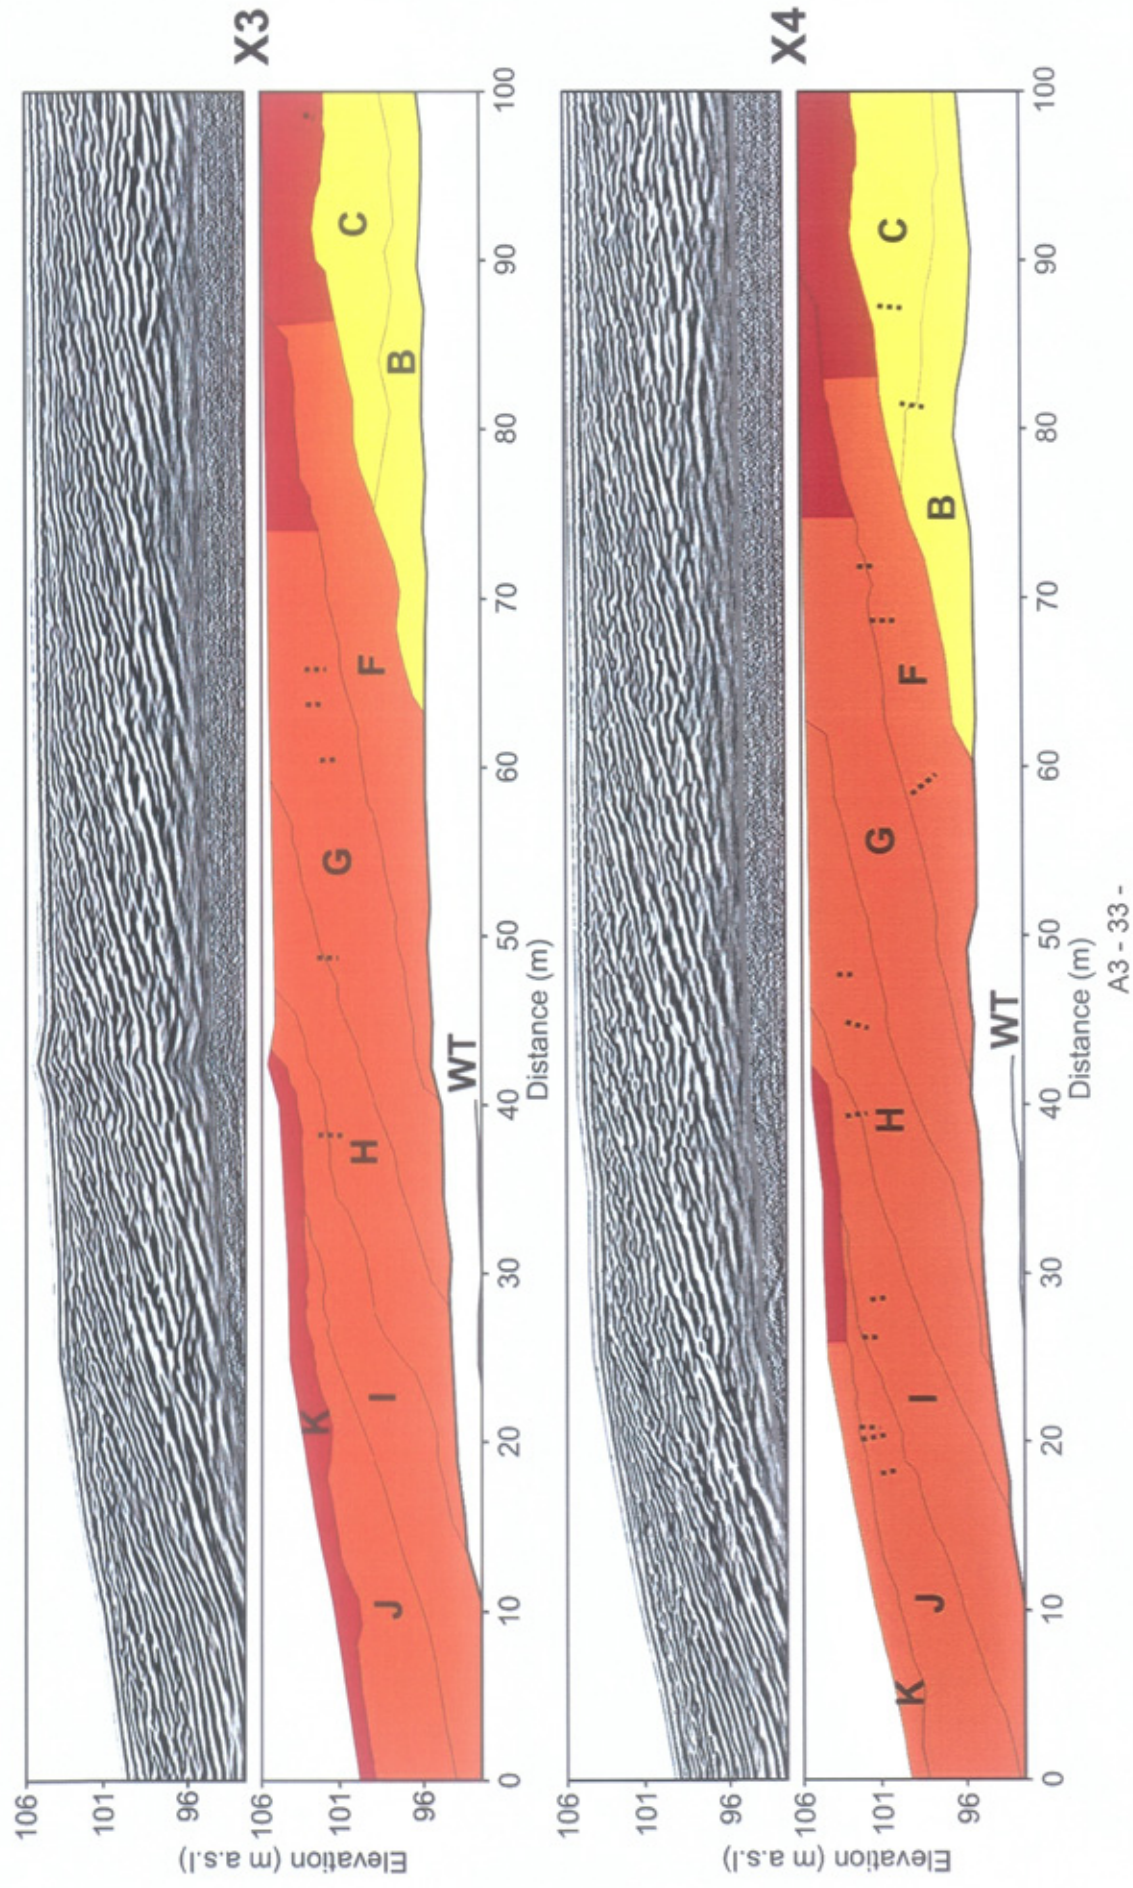 X3
106
101
96
106
101
96
Elevation (m a.s.l)
K
J
I
H
G
F
B
C
WT
0
10
20
30
40
50
60
70
80
90
100
Distance (m)
X4
106
101
96
106
101
96
Elevation (m a.s.l)
K
J
I
H
G
F
B
C
WT
0
10
20
30
40
50
60
70
80
90
100
Distance (m)
A3 - 33 -